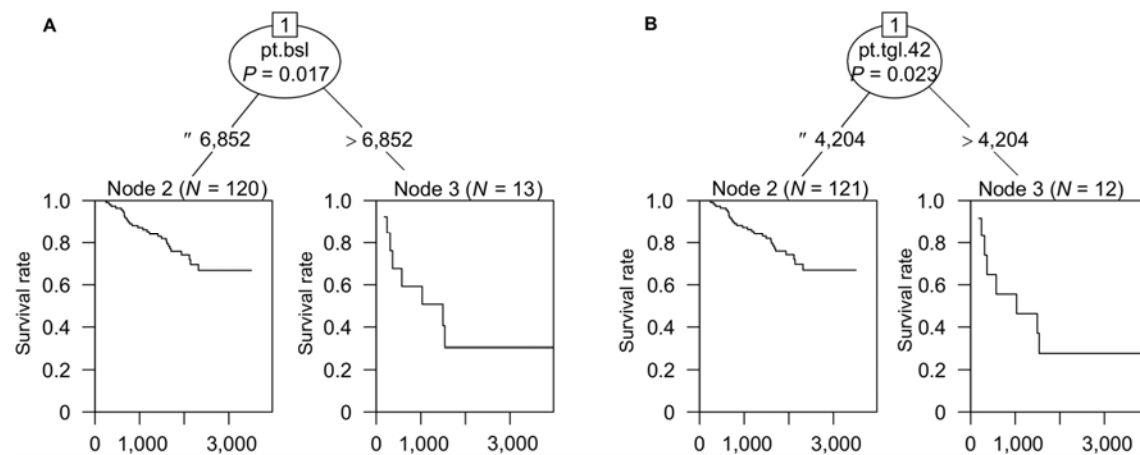 A
1
pt.bsl
P = 0.017
″ 6,852
> 6,852
Node 2 (N = 120)
Node 3 (N = 13)
Survival rate
1.0
0.8
0.6
0.4
0.2
0
0 1,000 3,000
Survival rate
1.0
0.8
0.6
0.4
0.2
0
0 1,000 3,000
B
1
pt.tgl.42
P = 0.023
″ 4,204
> 4,204
Node 2 (N = 121)
Node 3 (N = 12)
Survival rate
1.0
0.8
0.6
0.4
0.2
0
0 1,000 3,000
Survival rate
1.0
0.8
0.6
0.4
0.2
0
0 1,000 3,000